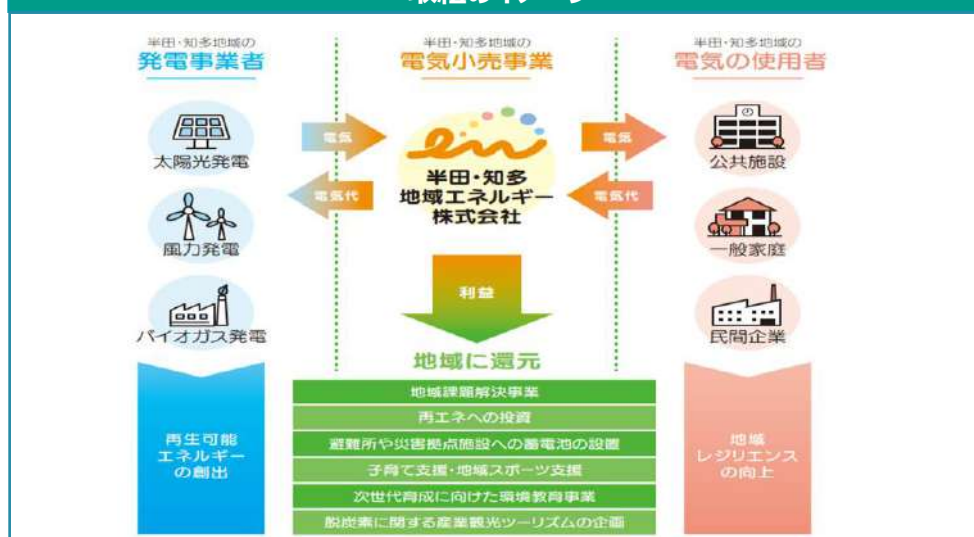 半田・知多地域の
発電事業者
太陽光発電
風力発電
バイオガス発電
再生可能
エネルギー
の創出
電気
電気代
半田・知多地域の
電気小売事業
en
半田・知多
地域エネルギー
株式会社
利益
地域に還元
地域課題解決事業
再エネへの投資
避難所や災害拠点施設への蓄電池の設置
子育て支援・地域スポーツ支援
次世代育成に向けた環境教育事業
脱炭素に関する産業観光ツーリズムの企画
電気
電気代
半田・知多地域の
電気の使用者
公共施設
一般家庭
民間企業
地域
レジリエンス
の向上